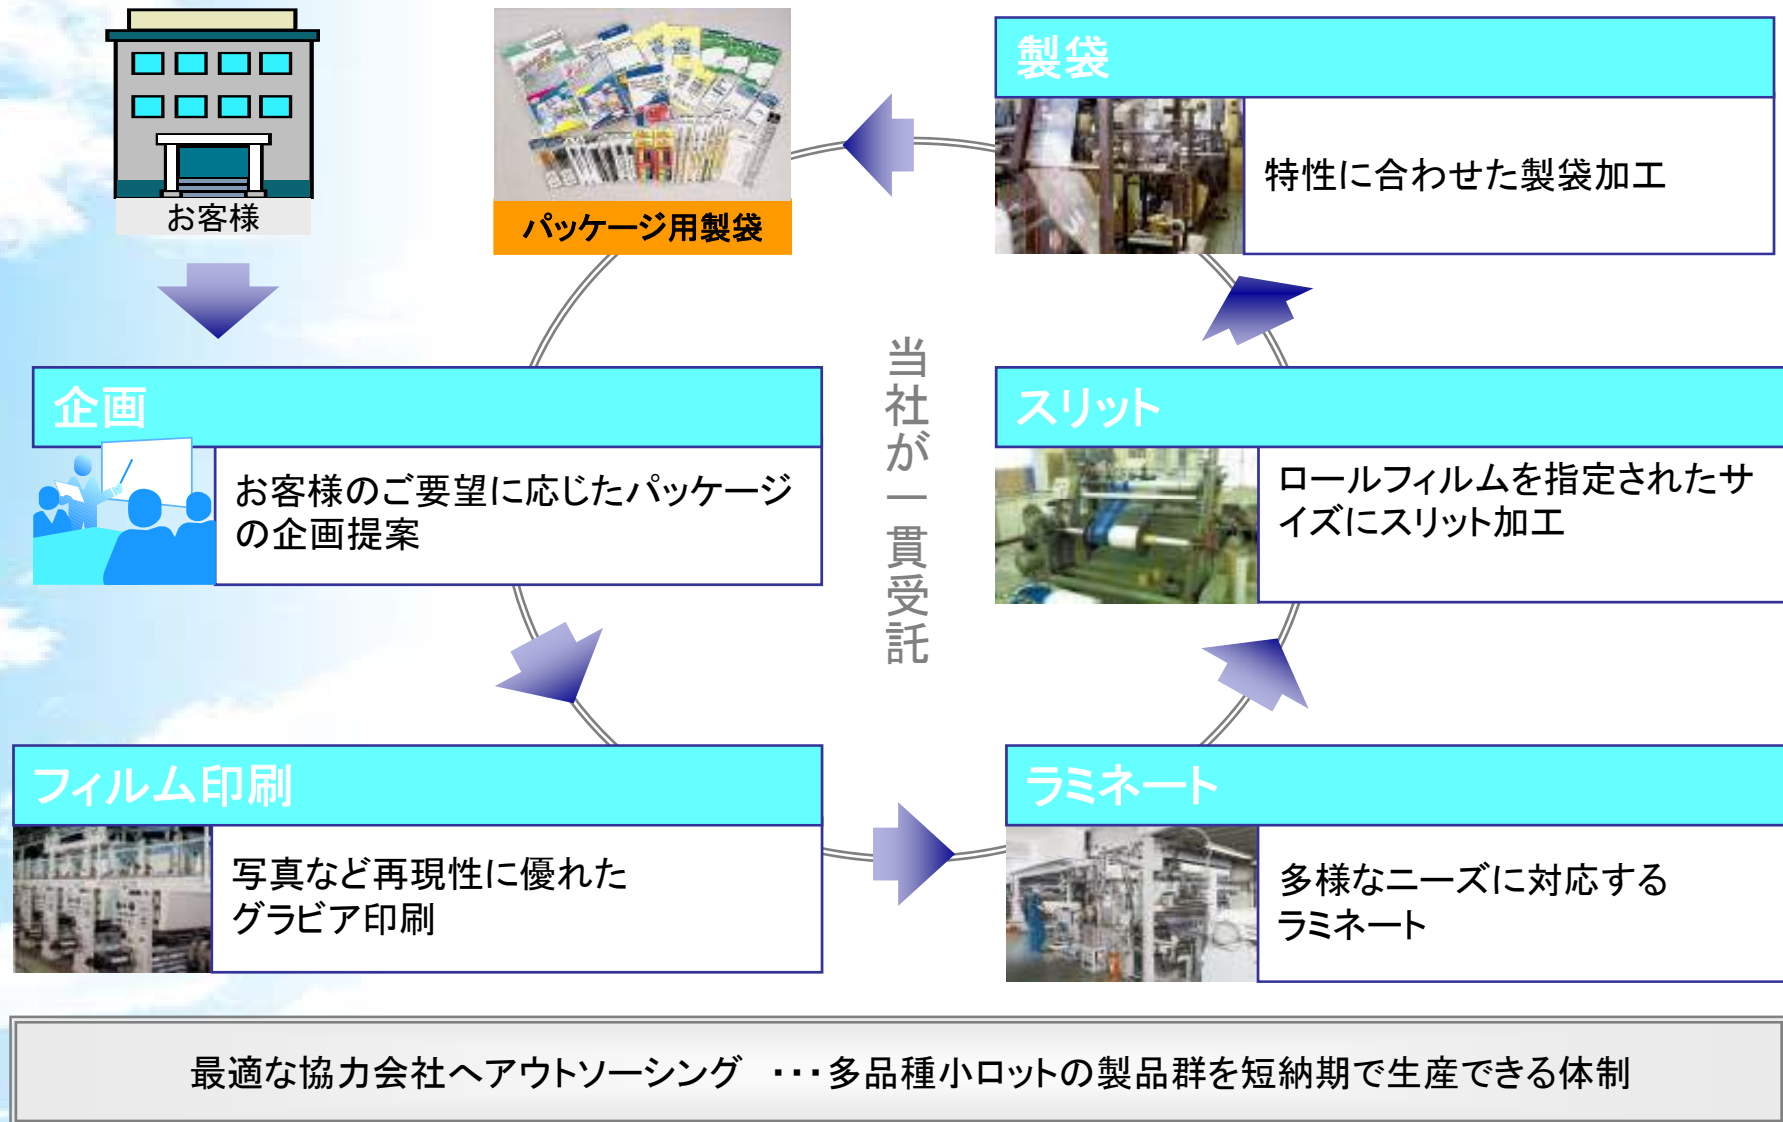 お客様
パッケージ用製袋
製袋
特性に合わせた製袋加工
企画
お客様のご要望に応じたパッケージ
の企画提案
当社が一貫受託
スリット
ロールフィルムを指定されたサ
イズにスリット加工
フィルム印刷
写真など再現性に優れた
グラビア印刷
ラミネート
多様なニーズに対応する
ラミネート
最適な協力会社へアウトソーシング ・・・多品種小ロットの製品群を短納期で生産できる体制